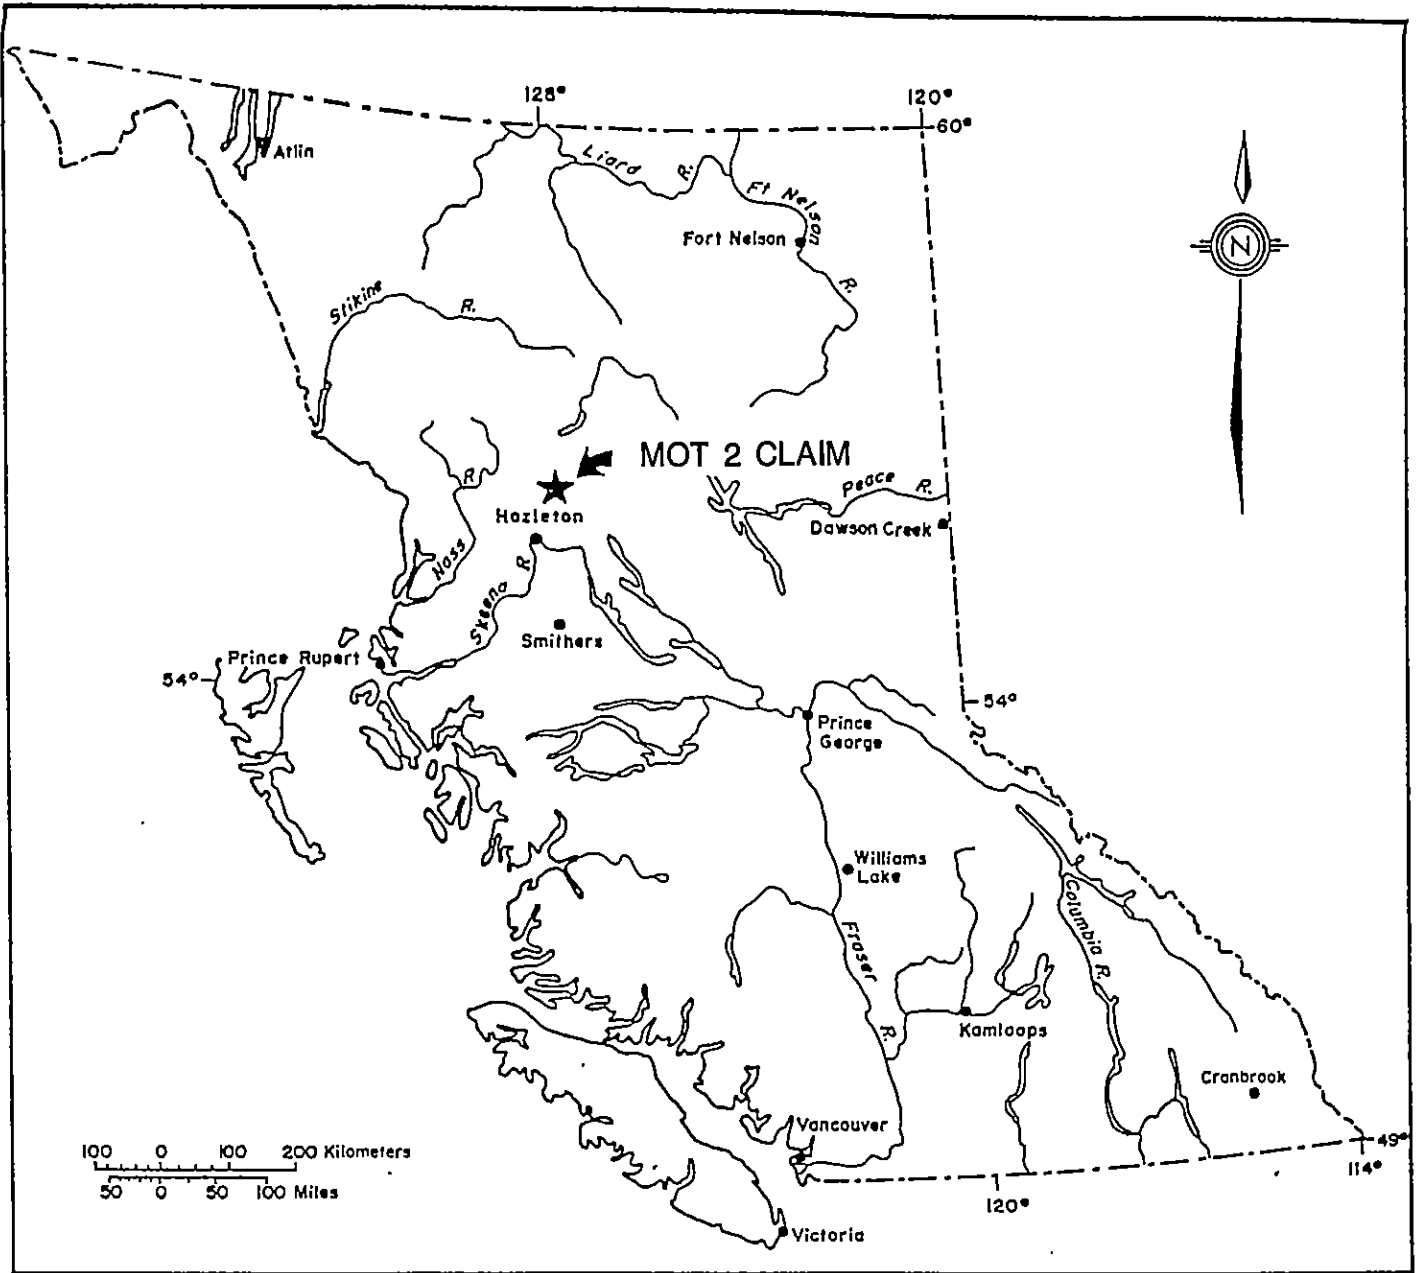 128°
120°
60°
Atlin
Liard
R.
Ft Nelson
Fort Nelson
R.
N
Stikine
R.
MOT 2 CLAIM
R
Peace
R.
Hazleton
Dawson Creek
Nass
R
Skeena
Smithers
Prince Rupert
54°
54°
Prince
George
Williams
Lake
Columbia R.
Fraser
R.
Kamloops
Cranbrook
Vancouver
49°
114°
100 0 100 200 Kilometers
50 0 50 100 Miles
120°
Victoria